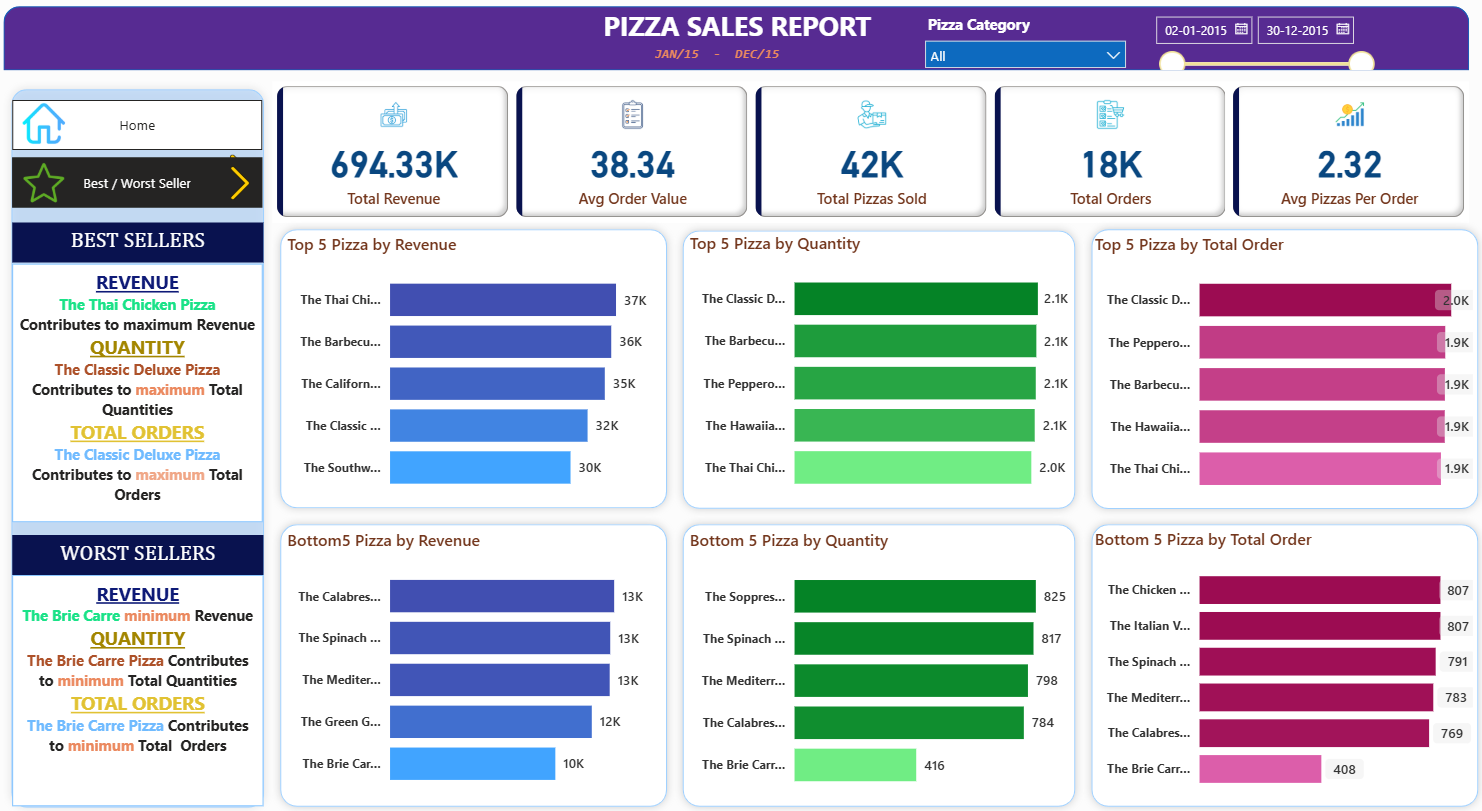 PIZZA SALES REPORT
JAN/15 - DEC/15
Pizza Category
All
02-01-2015
30-12-2015
Home
Best / Worst Seller
694.33K
Total Revenue
38.34
Avg Order Value
42K
Total Pizzas Sold
18K
Total Orders
2.32
Avg Pizzas Per Order
BEST SELLERS
REVENUE
The Thai Chicken Pizza
Contributes to maximum Revenue
QUANTITY
The Classic Deluxe Pizza
Contributes to maximum Total
Quantities
TOTAL ORDERS
The Classic Deluxe Pizza
Contributes to maximum Total
Orders
WORST SELLERS
REVENUE
The Brie Carre minimum Revenue
QUANTITY
The Brie Carre Pizza Contributes
to minimum Total Quantities
TOTAL ORDERS
The Brie Carre Pizza Contributes
to minimum Total Orders
Top 5 Pizza by Revenue
The Thai Chi... 37K
The Barbecu... 36K
The Californ... 35K
The Classic ... 32K
The Southw... 30K
Top 5 Pizza by Quantity
The Classic D... 2.1K
The Barbecu... 2.1K
The Peppero... 2.1K
The Hawaiia... 2.1K
The Thai Chi... 2.0K
Top 5 Pizza by Total Order
The Classic D... 2.0K
The Peppero... 1.9K
The Barbecu... 1.9K
The Hawaiia... 1.9K
The Thai Chi... 1.9K
Bottom5 Pizza by Revenue
The Calabres... 13K
The Spinach ... 13K
The Mediter... 13K
The Green G... 12K
The Brie Car... 10K
Bottom 5 Pizza by Quantity
The Soppres... 825
The Spinach ... 817
The Mediterr... 798
The Calabres... 784
The Brie Carr... 416
Bottom 5 Pizza by Total Order
The Chicken ... 807
The Italian V... 807
The Spinach ... 791
The Mediterr... 783
The Calabres... 769
The Brie Carr... 408